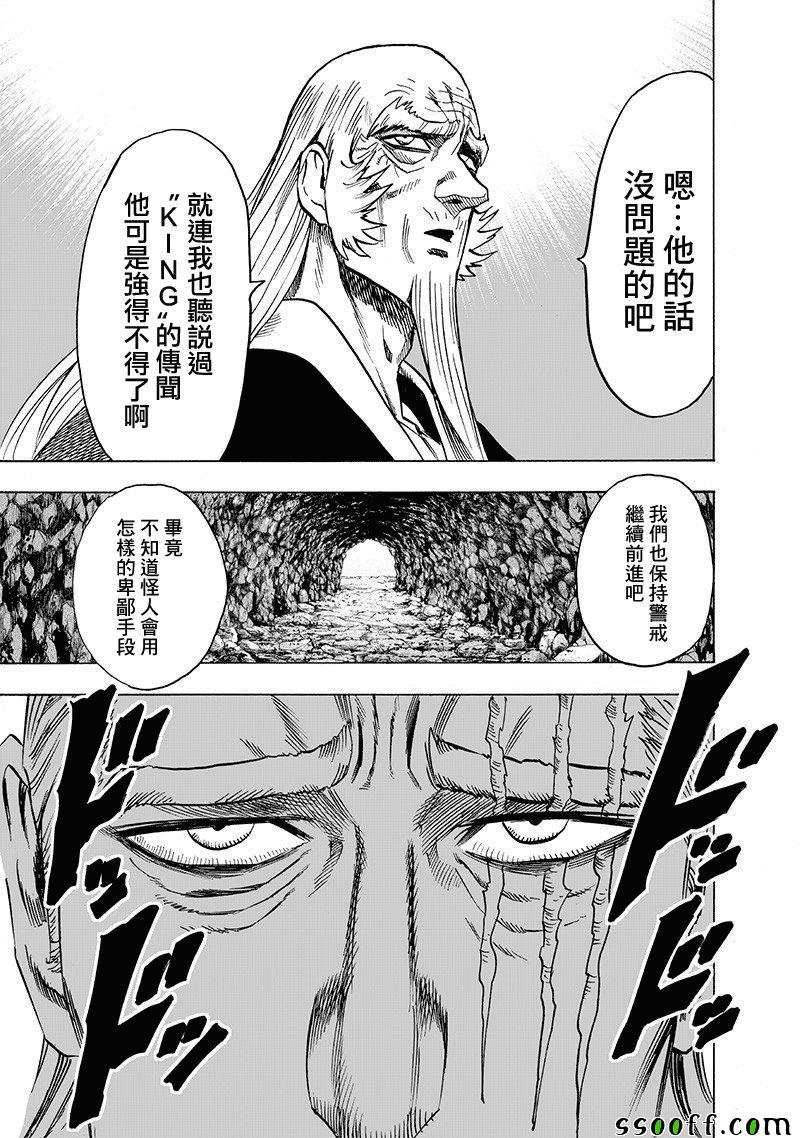 嗯…他的話
沒問題的吧
就連我也聽說過
"KING"的傳聞
他可是強得不得了啊
我們也保持警戒
繼續前進吧
畢竟
不知道怪人會用
怎樣的卑鄙手段
ドッ
ドッ
ドッ
ドッ
ssooff.com